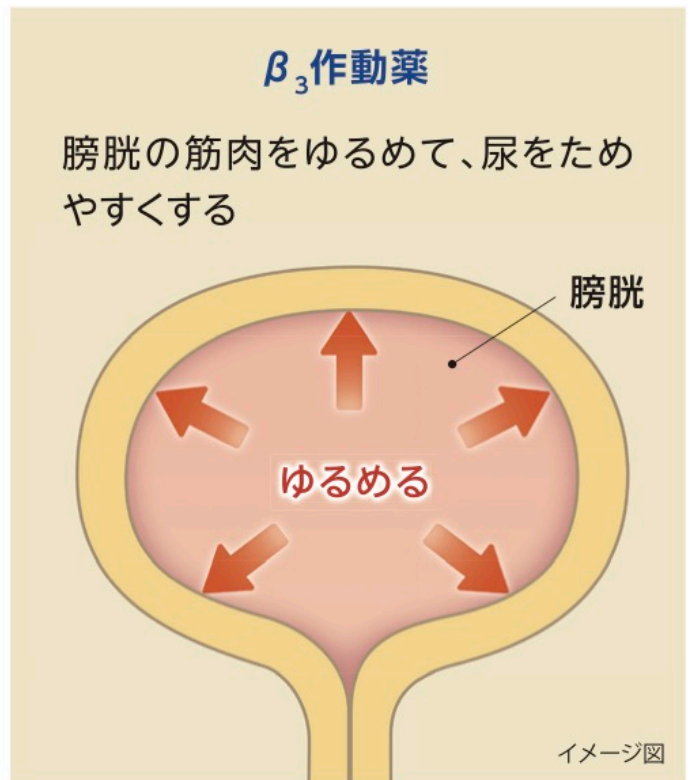 β₃作動薬
膀胱の筋肉をゆるめて、尿をため
やすくする
膀胱
ゆるめる
イメージ図